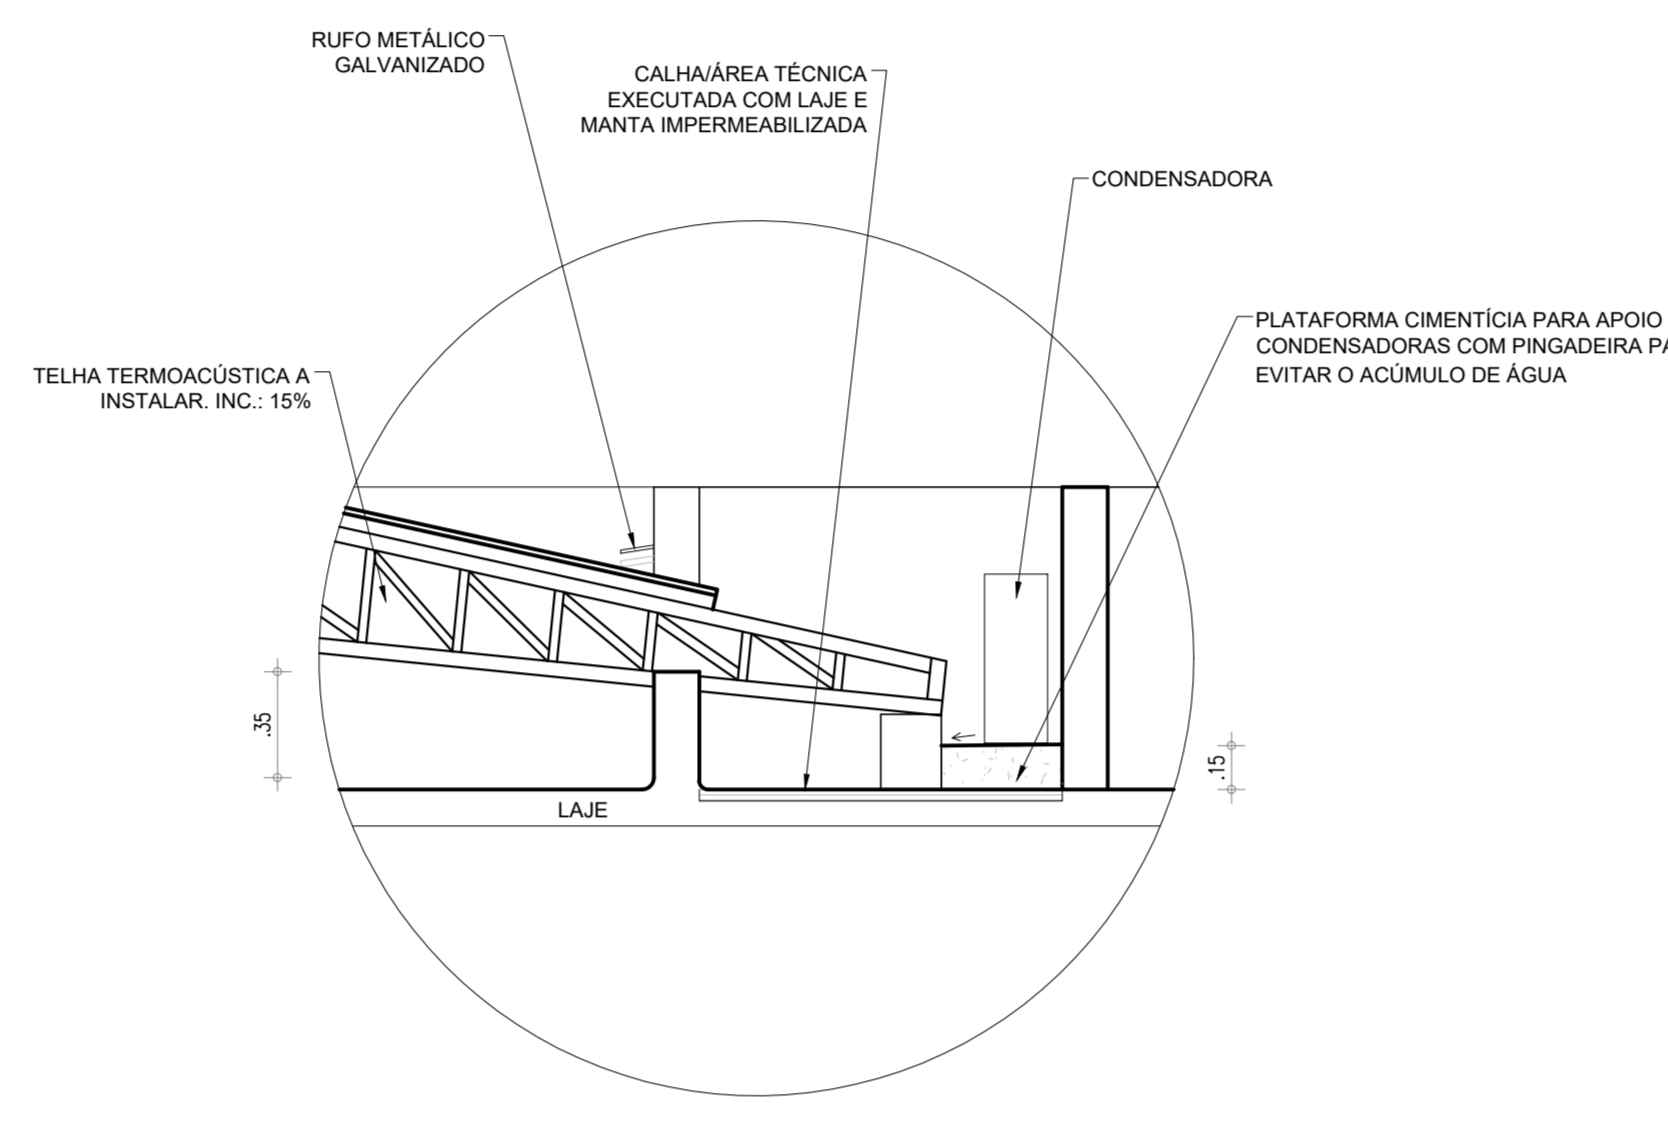 RUFO METÁLICO
GALVANIZADO
CALHA/ÁREA TÉCNICA
EXECUTADA COM LAJE E
MANTA IMPERMEABILIZADA
CONDENSADORA
PLATAFORMA CIMENTÍCIA PARA APOIO
CONDENSADORAS COM PINGADEIRA PA
EVITAR O ACÚMULO DE ÁGUA
TELHA TERMOACÚSTICA A
INSTALAR. INC.: 15%
.35
.15
LAJE